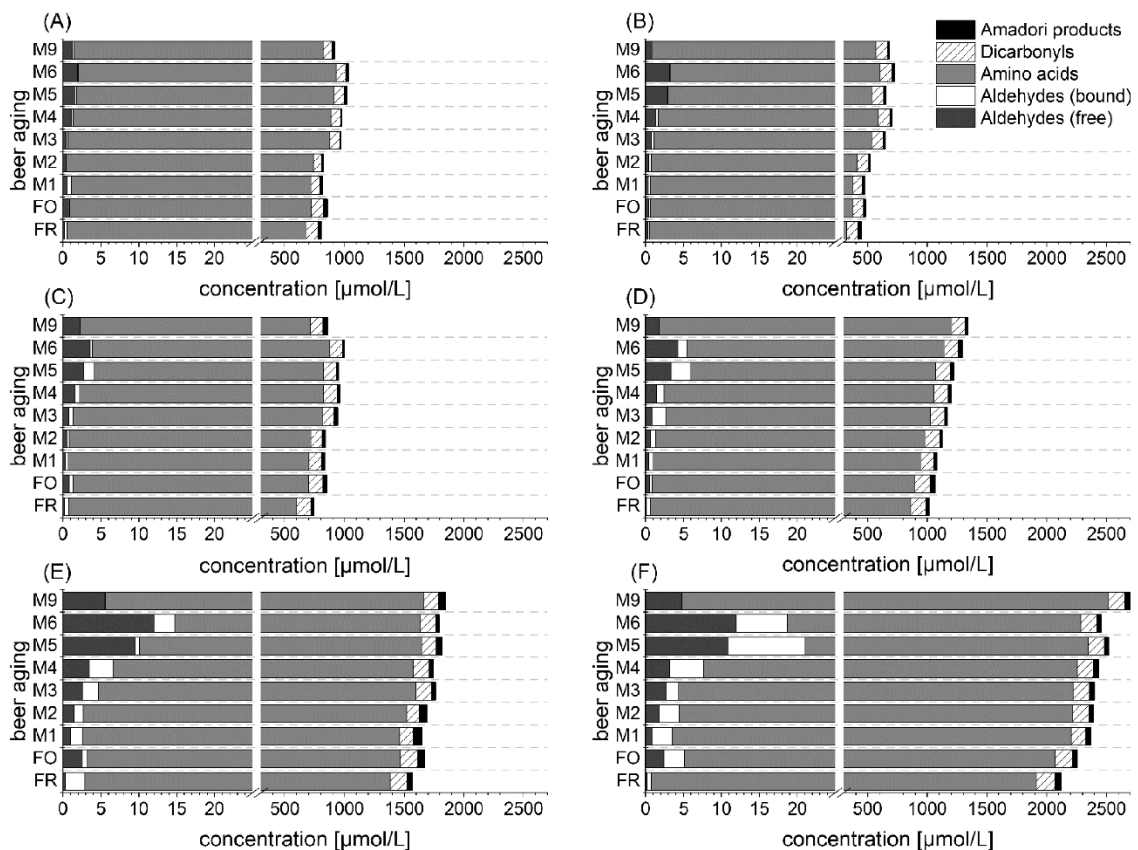 (A)
M9
M6
M5
M4
M3
M2
M1
FO
FR
beer aging
0 5 10 15 20 500 1000 1500 2000 2500
concentration [µmol/L]
(B)
M9
M6
M5
M4
M3
M2
M1
FO
FR
beer aging
0 5 10 15 20 500 1000 1500 2000 2500
concentration [µmol/L]
Amadori products
Dicarbonyls
Amino acids
Aldehydes (bound)
Aldehydes (free)
(C)
M9
M6
M5
M4
M3
M2
M1
FO
FR
beer aging
0 5 10 15 20 500 1000 1500 2000 2500
concentration [µmol/L]
(D)
M9
M6
M5
M4
M3
M2
M1
FO
FR
beer aging
0 5 10 15 20 500 1000 1500 2000 2500
concentration [µmol/L]
(E)
M9
M6
M5
M4
M3
M2
M1
FO
FR
beer aging
0 5 10 15 20 500 1000 1500 2000 2500
concentration [µmol/L]
(F)
M9
M6
M5
M4
M3
M2
M1
FO
FR
beer aging
0 5 10 15 20 500 1000 1500 2000 2500
concentration [µmol/L]